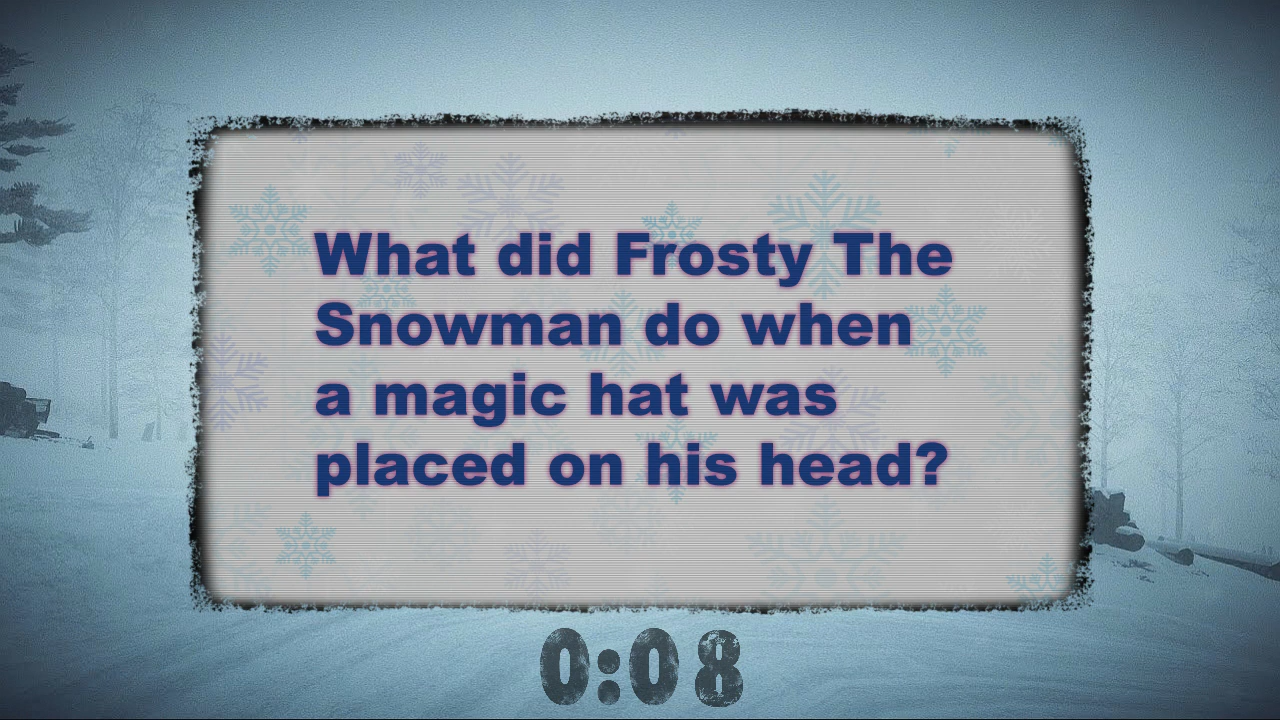 What did Frosty The
Snowman do when
a magic hat was
placed on his head?
0:08